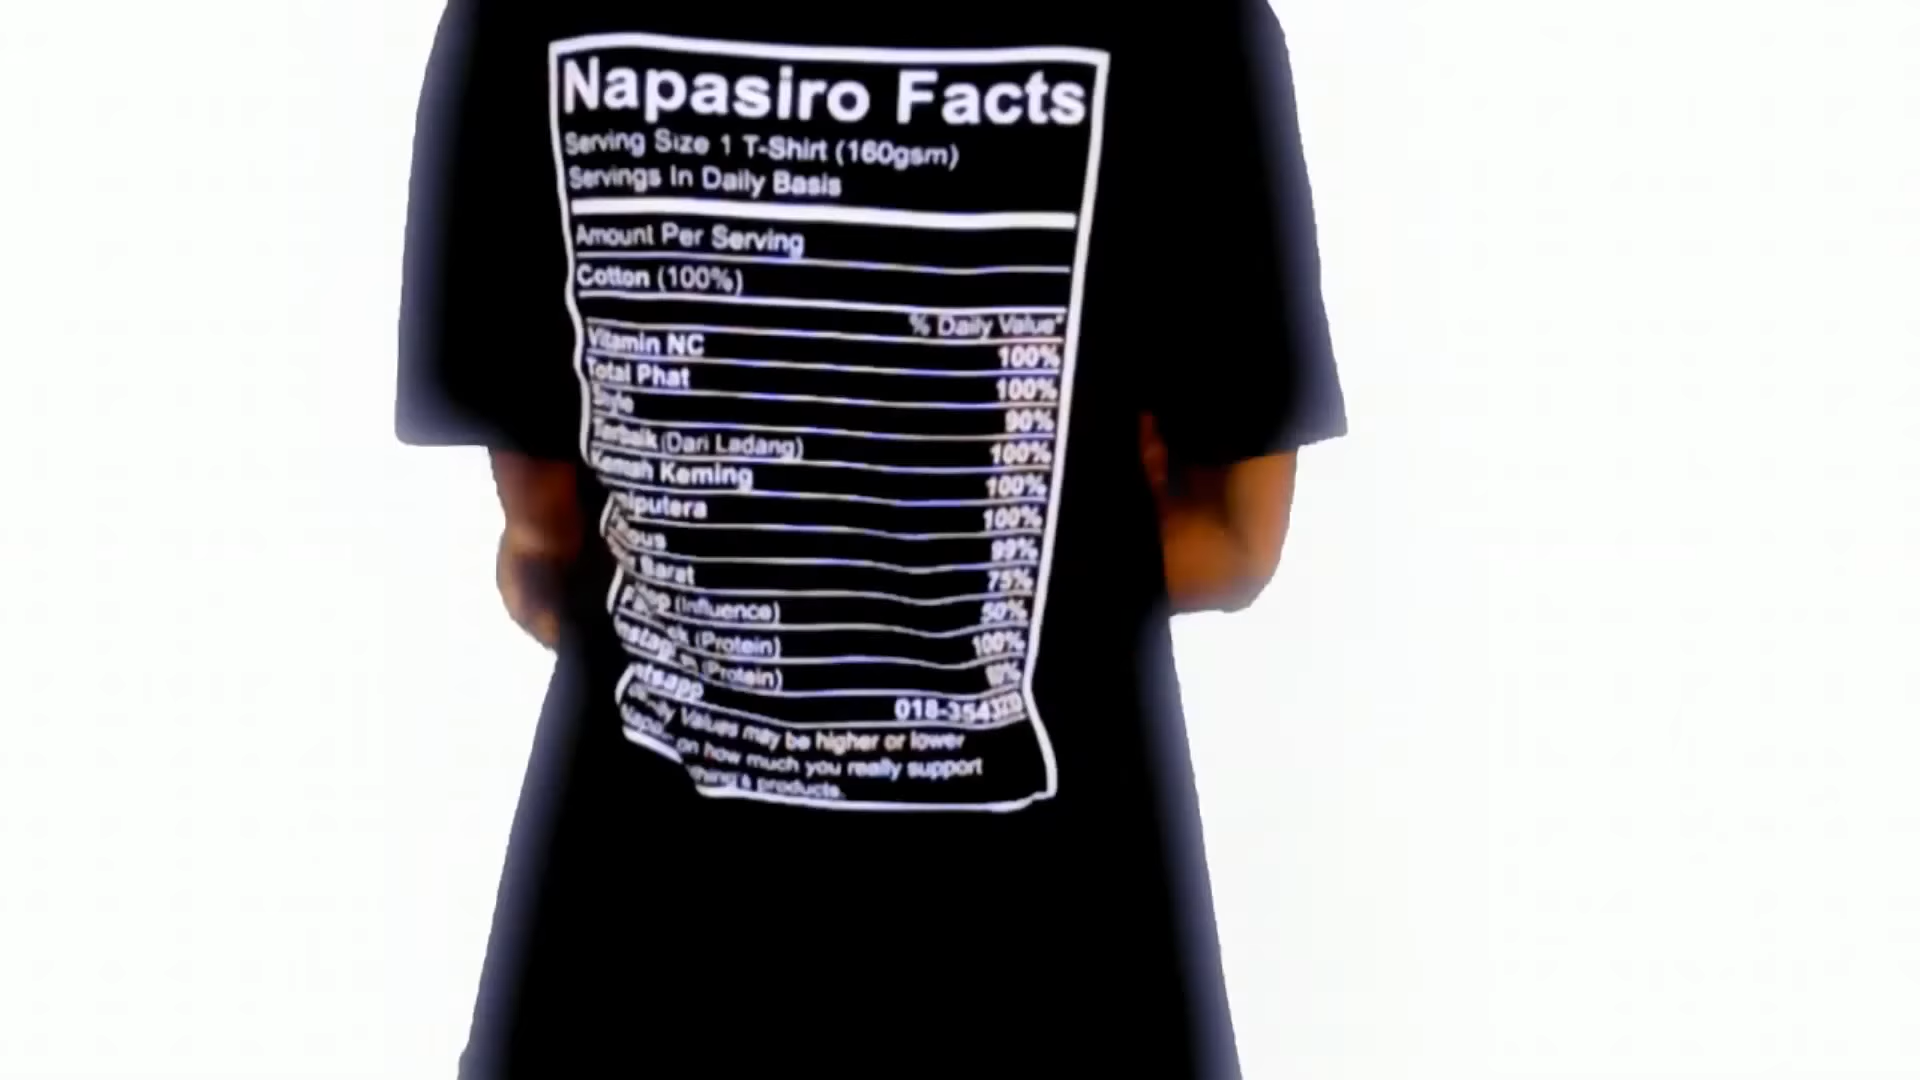 Napasiro Facts
Serving Size 1 T-Shirt (160gsm)
Servings In Daily Basis
Amount Per Serving
Cotton (100%)
% Daily Value*
Vitamin NC 100%
Total Phat 100%
Style 90%
Terbaik (Dari Ladang) 100%
Kemah Keming 100%
100%
99%
Barat 75%
(Influence) 50%
(Protein) 100%
(Protein)
Values may be higher or lower
on how much you really support
products.